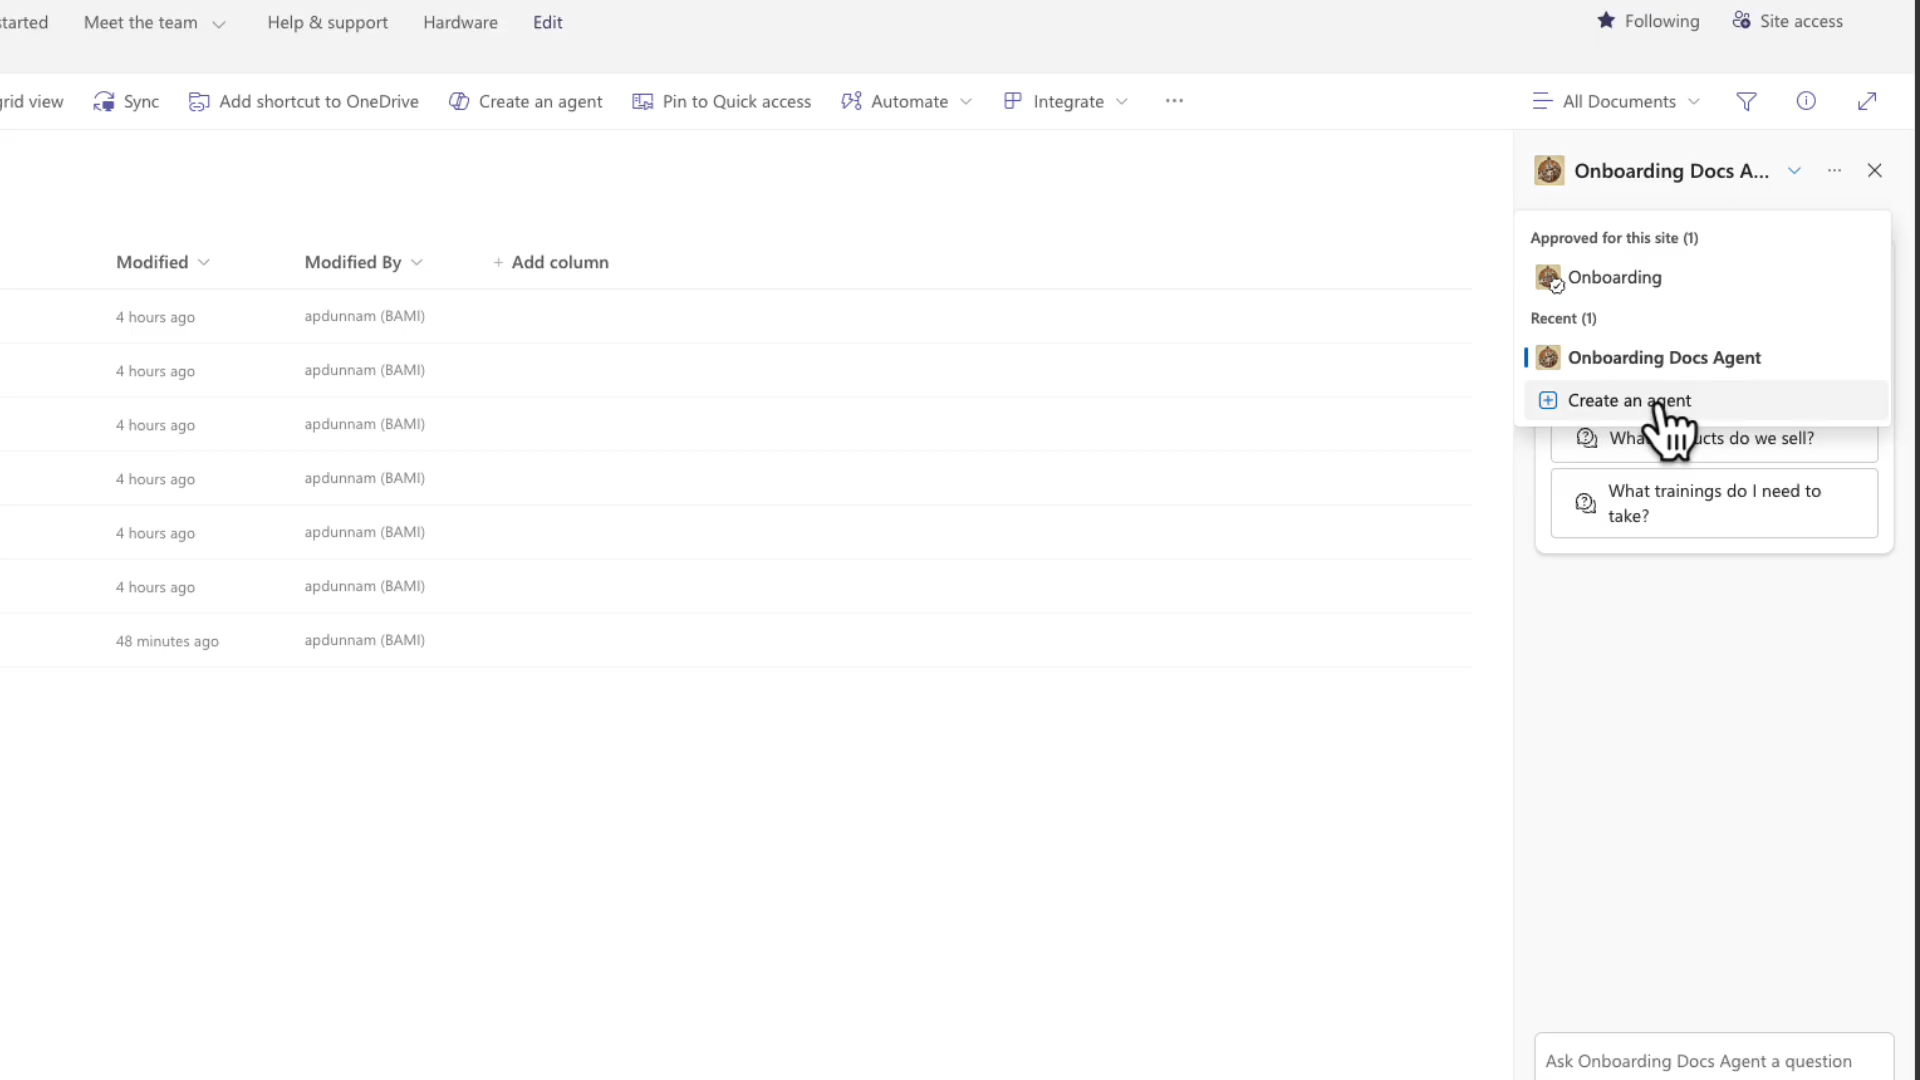 started Meet the team Help & support Hardware Edit Following Site access
grid view Sync Add shortcut to OneDrive Create an agent Pin to Quick access Automate Integrate ... All Documents
Onboarding Docs A... ...
Approved for this site (1)
Onboarding
Recent (1)
Onboarding Docs Agent
Create an agent
do we sell?
What trainings do I need to
take?
Modified Modified By + Add column
4 hours ago apdunnam (BAMI)
4 hours ago apdunnam (BAMI)
4 hours ago apdunnam (BAMI)
4 hours ago apdunnam (BAMI)
4 hours ago apdunnam (BAMI)
4 hours ago apdunnam (BAMI)
48 minutes ago apdunnam (BAMI)
Ask Onboarding Docs Agent a question